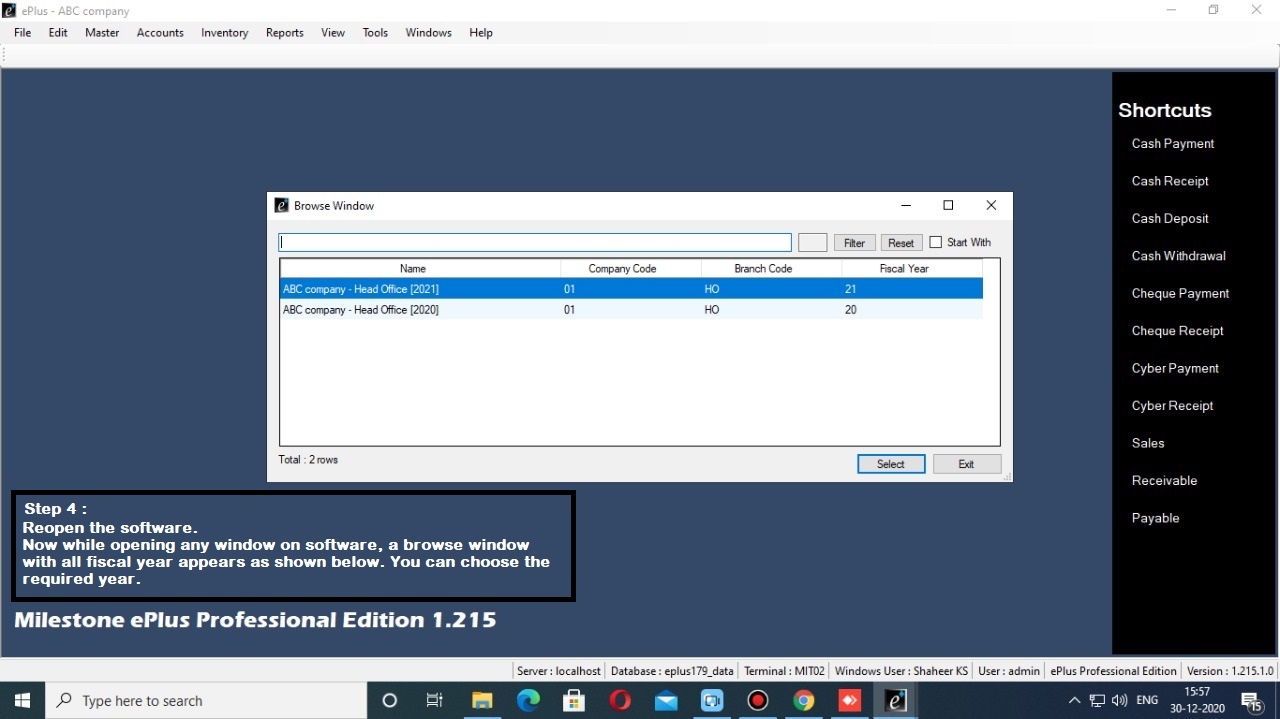 ePlus - ABC company
File Edit Master Accounts Inventory Reports View Tools Windows Help
Shortcuts
Cash Payment
Cash Receipt
Cash Deposit
Cash Withdrawal
Cheque Payment
Cheque Receipt
Cyber Payment
Cyber Receipt
Sales
Receivable
Payable
Browse Window
Filter Reset Start With
Name Company Code Branch Code Fiscal Year
ABC company - Head Office [2021] 01 HO 21
ABC company - Head Office [2020] 01 HO 20
Total : 2 rows
Select Exit
Step 4 :
Reopen the software.
Now while opening any window on software, a browse window
with all fiscal year appears as shown below. You can choose the
required year.
Milestone ePlus Professional Edition 1.215
Server : localhost Database : eplus179_data Terminal : MIT02 Windows User : Shaheer KS User : admin ePlus Professional Edition Version : 1.215.1.0
Type here to search
ENG
15:57
30-12-2020
15